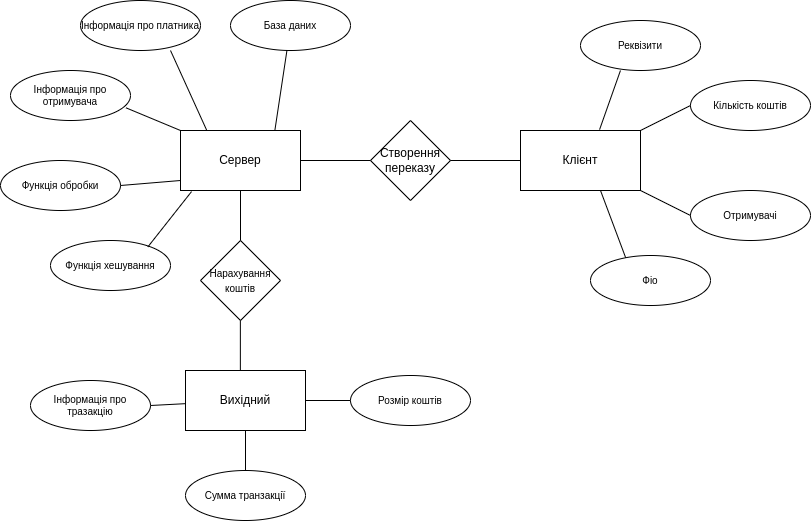 Інформація про платника
База даних
Реквізити
Інформація про
отримувача
Кількість коштів
Сервер
Створення
переказу
Клієнт
Функція обробки
Отримувачі
Функція хешування
Нарахування
коштів
Фіо
Інформація про
тразакцію
Вихідний
Розмір коштів
Сумма транзакції